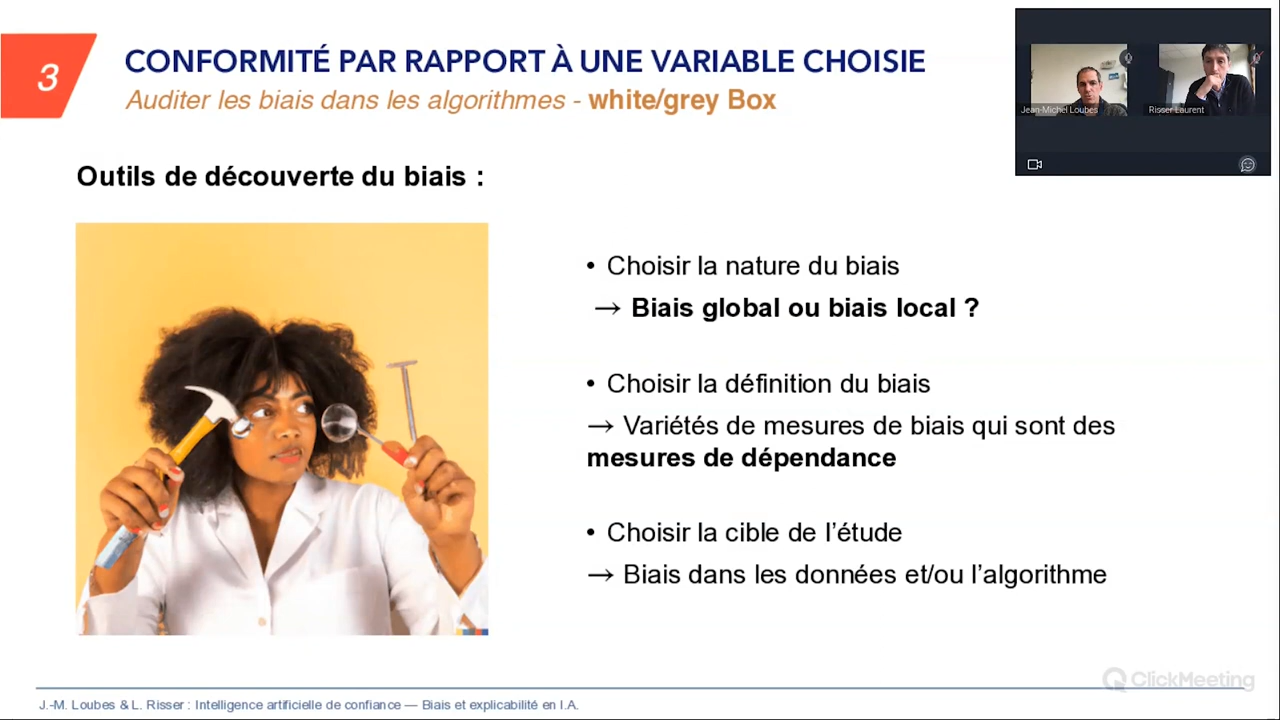 3
CONFORMITÉ PAR RAPPORT À UNE VARIABLE CHOISIE
Auditer les biais dans les algorithmes - white/grey Box
Jean-Michel Loubes
Risser Laurent
Outils de découverte du biais :
• Choisir la nature du biais
→ Biais global ou biais local ?
• Choisir la définition du biais
→ Variétés de mesures de biais qui sont des
mesures de dépendance
• Choisir la cible de l’étude
→ Biais dans les données et/ou l’algorithme
ClickMeeting
J.-M. Loubes & L. Risser : Intelligence artificielle de confiance — Biais et explicabilité en I.A.